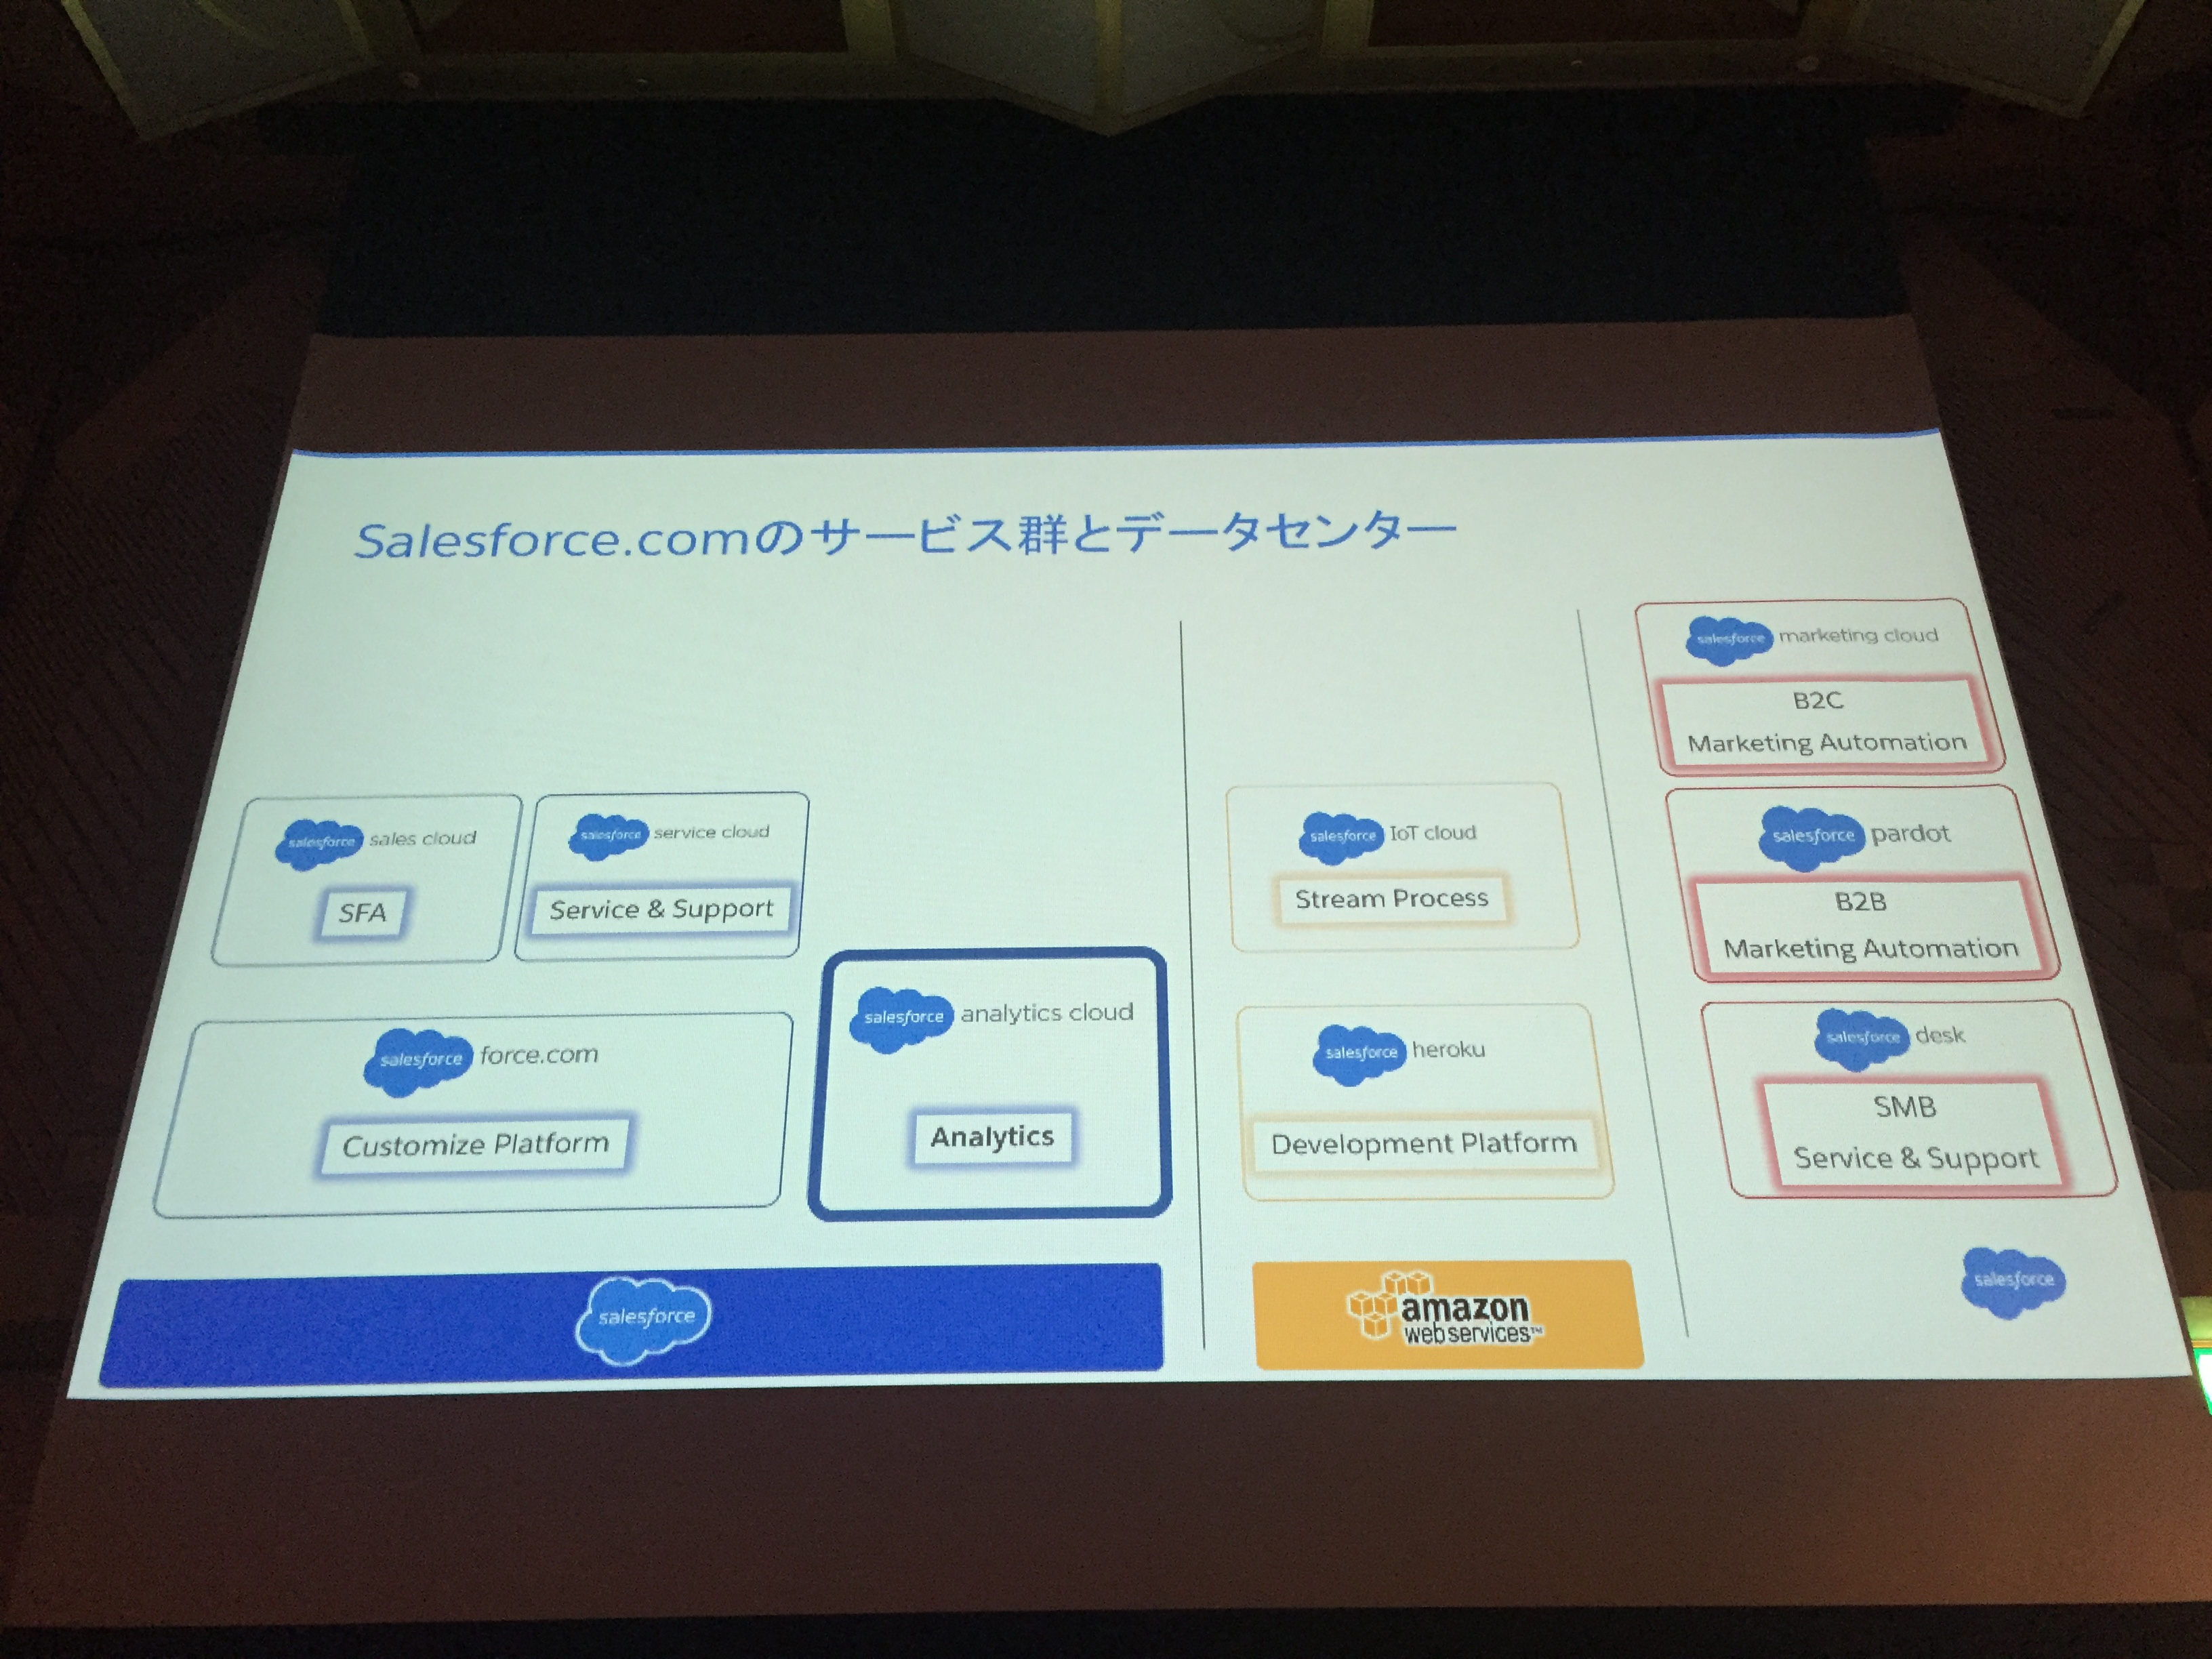 Salesforce.comのサービス群とデータセンター
salesforce sales cloud
SFA
salesforce service cloud
Service & Support
salesforce force.com
Customize Platform
salesforce analytics cloud
Analytics
salesforce
salesforce IoT cloud
Stream Process
salesforce heroku
Development Platform
amazon
webservices™
salesforce marketing cloud
B2C
Marketing Automation
salesforce pardot
B2B
Marketing Automation
salesforce desk
SMB
Service & Support
salesforce